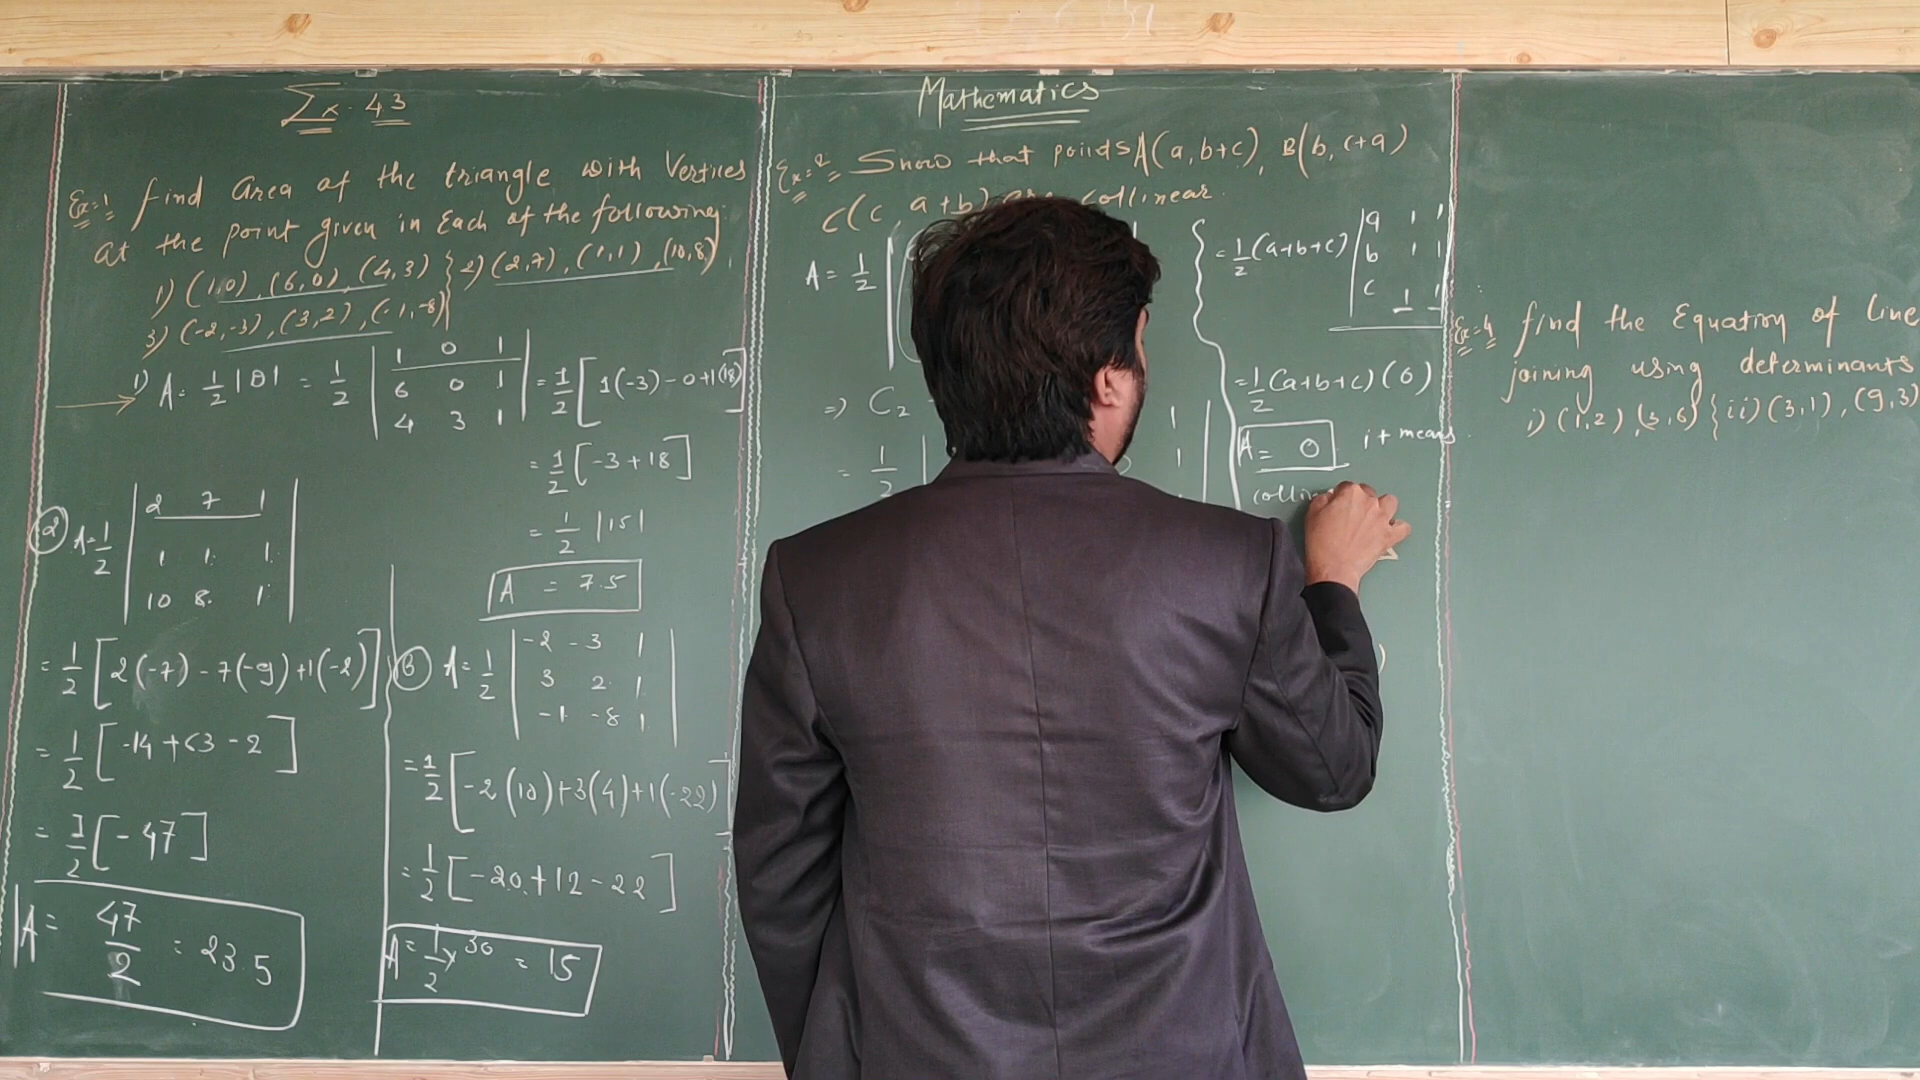 Ex. 4.3
Mathematics
Ex=1 find area of the triangle with Vertices
at the point given in Each of the following
1) (1,0), (6,0), (4,3) } 2) (2,7), (1,1), (10,8)
3) (-2,-3), (3,2), (-1,-8)
1) A = 1/2 |D| = 1/2 | 1 0 1 | = 1/2 [1(-3) - 0 + 1(18)]
6 0 1
4 3 1
= 1/2 [-3 + 18]
= 1/2 |15|
A = 7.5
2 A = 1/2 | 2 7 1 |
1 1 1
10 8 1
= 1/2 [2(-7) - 7(-9) + 1(-2)]
= 1/2 [-14 + 63 - 2]
= 1/2 [-47]
A = 47/2 = 23.5
3 A = 1/2 | -2 -3 1 |
3 2 1
-1 -8 1
= 1/2 [-2(10) + 3(4) + 1(-22)]
= 1/2 [-20 + 12 - 22]
A = 1/2 x 30 = 15
Ex=2 Show that points A(a, b+c), B(b, c+a)
C(c, a+b) are collinear.
A = 1/2
=> C2
= 1/2
= 1/2 (a+b+c) | a 1 1 |
b 1 1
c 1 1
= 1/2 (a+b+c) (0)
A = 0 it means
Ex=4 find the Equation of Line
joining using determinants
i) (1,2), (3,6) { ii) (3,1), (9,3)